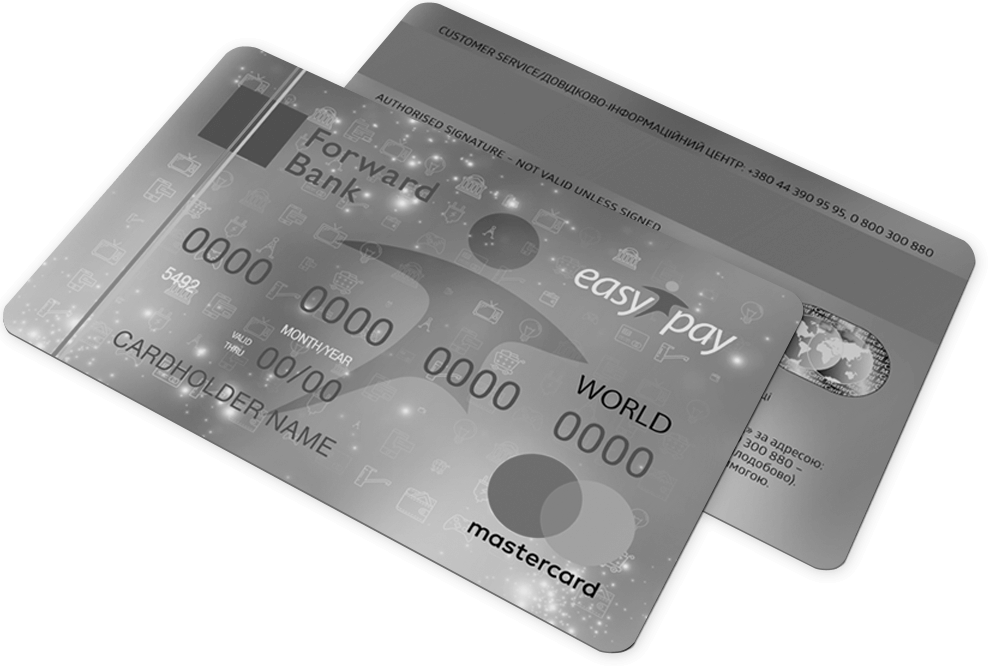 CUSTOMER SERVICE/ДОВІДКОВО-ІНФОРМАЦІЙНИЙ ЦЕНТР: +380 44 390 95 95, 0 800 300 880
AUTHORISED SIGNATURE – NOT VALID UNLESS SIGNED
Forward
Bank
easy pay
0000 0000 0000 0000
5492
MONTH/YEAR
VALID
THRU
00/00
CARDHOLDER NAME
WORLD
mastercard
за адресою:
300 880 –